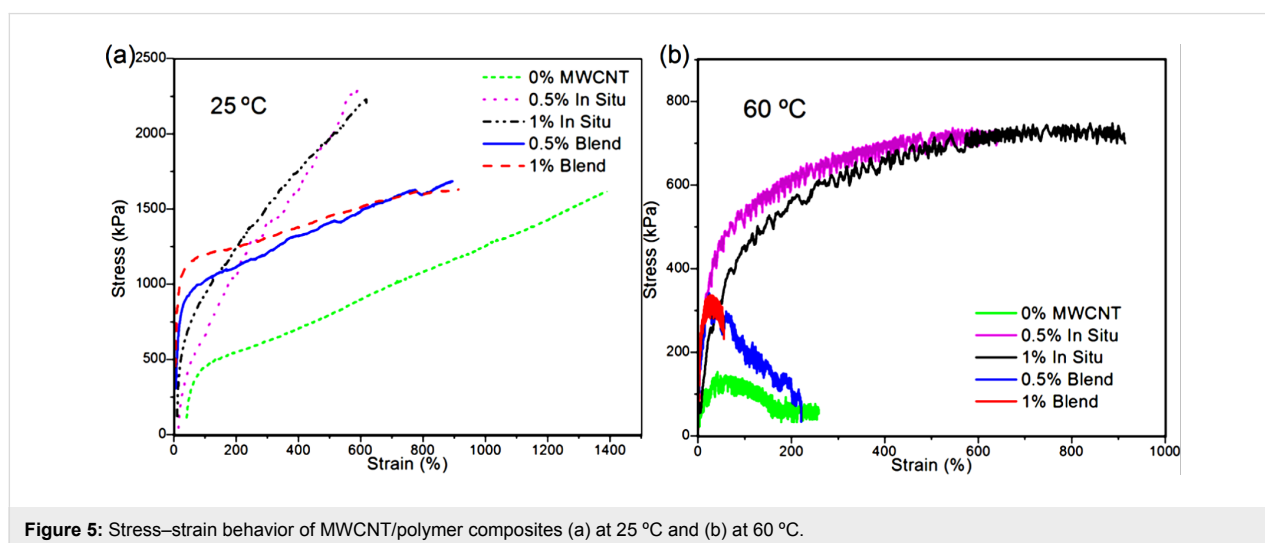 (a)
2500
2000
1500
1000
500
0
Stress (kPa)
25 ºC
0% MWCNT
0.5% In Situ
1% In Situ
0.5% Blend
1% Blend
0 200 400 600 800 1000 1200 1400
Strain (%)
(b)
800
600
400
200
0
Stress (kPa)
60 ºC
0% MWCNT
0.5% In Situ
1% In Situ
0.5% Blend
1% Blend
0 200 400 600 800 1000
Strain (%)
Figure 5: Stress–strain behavior of MWCNT/polymer composites (a) at 25 ºC and (b) at 60 ºC.